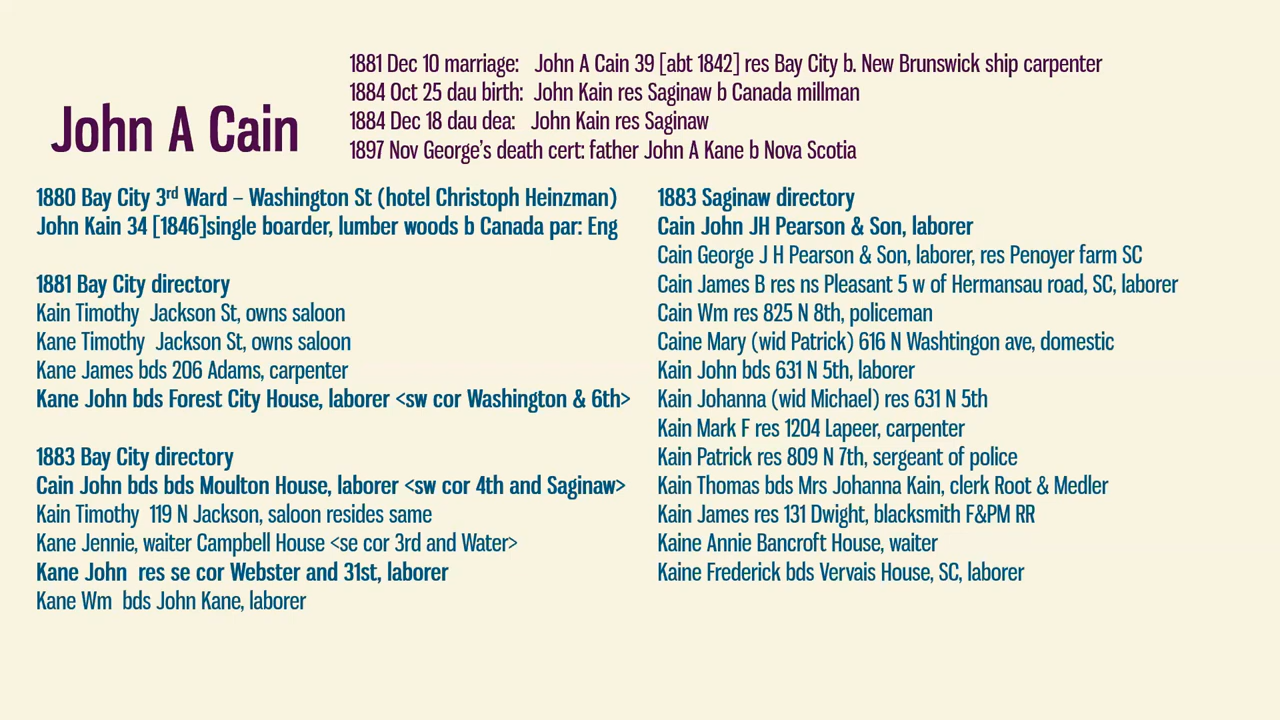 John A Cain
1881 Dec 10 marriage: John A Cain 39 [abt 1842] res Bay City b. New Brunswick ship carpenter
1884 Oct 25 dau birth: John Kain res Saginaw b Canada millman
1884 Dec 18 dau dea: John Kain res Saginaw
1897 Nov George's death cert: father John A Kane b Nova Scotia
1880 Bay City 3rd Ward – Washington St (hotel Christoph Heinzman)
John Kain 34 [1846]single boarder, lumber woods b Canada par: Eng
1881 Bay City directory
Kain Timothy Jackson St, owns saloon
Kane Timothy Jackson St, owns saloon
Kane James bds 206 Adams, carpenter
Kane John bds Forest City House, laborer <sw cor Washington & 6th>
1883 Bay City directory
Cain John bds bds Moulton House, laborer <sw cor 4th and Saginaw>
Kain Timothy 119 N Jackson, saloon resides same
Kane Jennie, waiter Campbell House <se cor 3rd and Water>
Kane John res se cor Webster and 31st, laborer
Kane Wm bds John Kane, laborer
1883 Saginaw directory
Cain John JH Pearson & Son, laborer
Cain George J H Pearson & Son, laborer, res Penoyer farm SC
Cain James B res ns Pleasant 5 w of Hermansau road, SC, laborer
Cain Wm res 825 N 8th, policeman
Caine Mary (wid Patrick) 616 N Washtingon ave, domestic
Kain John bds 631 N 5th, laborer
Kain Johanna (wid Michael) res 631 N 5th
Kain Mark F res 1204 Lapeer, carpenter
Kain Patrick res 809 N 7th, sergeant of police
Kain Thomas bds Mrs Johanna Kain, clerk Root & Medler
Kain James res 131 Dwight, blacksmith F&PM RR
Kaine Annie Bancroft House, waiter
Kaine Frederick bds Vervais House, SC, laborer